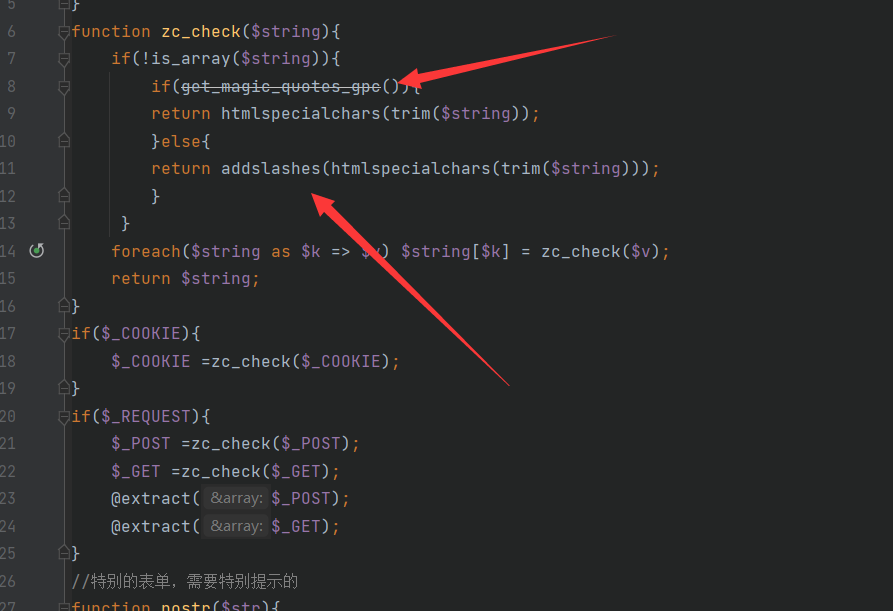 5 }
6 function zc_check($string){
7 if(!is_array($string)){
8 if(get_magic_quotes_gpc()){
9 return htmlspecialchars(trim($string));
10 }else{
11 return addslashes(htmlspecialchars(trim($string)));
12 }
13 }
14 foreach($string as $k => $v) $string[$k] = zc_check($v);
15 return $string;
16 }
17 if($_COOKIE){
18 $_COOKIE =zc_check($_COOKIE);
19 }
20 if($_REQUEST){
21 $_POST =zc_check($_POST);
22 $_GET =zc_check($_GET);
23 @extract( &array: $_POST);
24 @extract( &array: $_GET);
25 }
26 //特别的表单，需要特别提示的
27 function nostr($str){